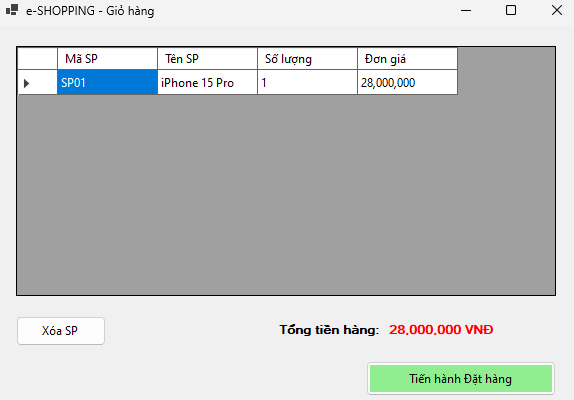 e-SHOPPING - Giỏ hàng
Mã SP Tên SP Số lượng Đơn giá
SP01 iPhone 15 Pro 1 28,000,000
Xóa SP Tổng tiền hàng: 28,000,000 VNĐ
Tiến hành Đặt hàng